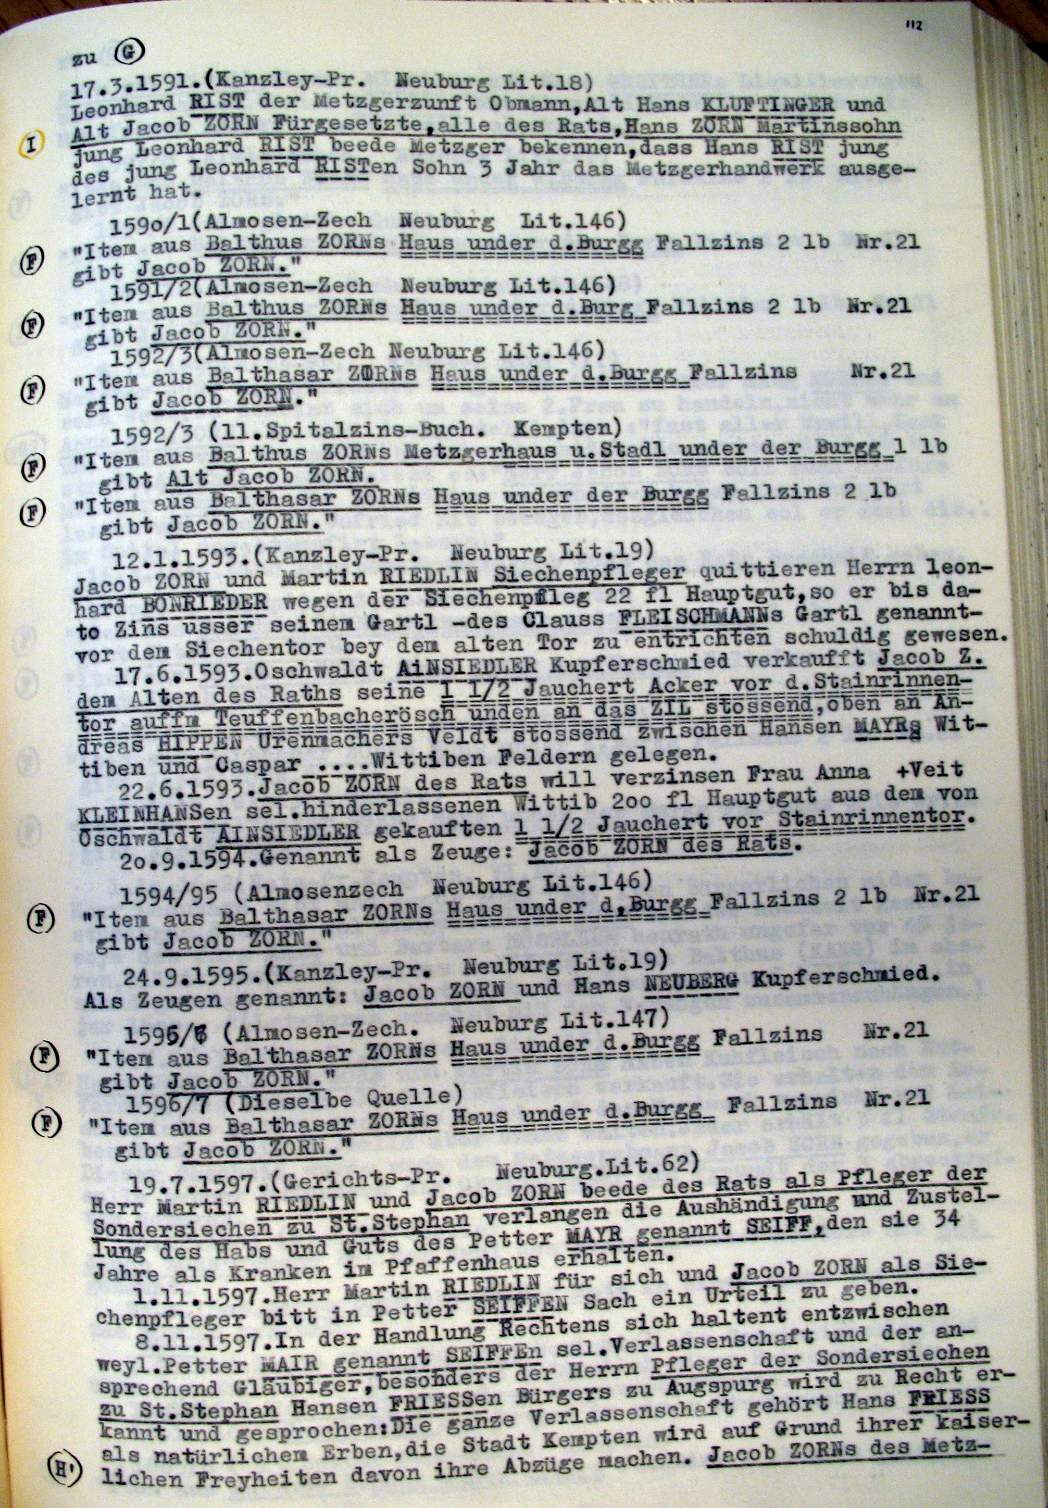 112
zu G
17.3.1591.(Kanzley-Pr. Neuburg Lit.18)
Leonhard RIST der Metzgerzunft Obmann,Alt Hans KLUFTINGER und
I Alt Jacob ZORN Fürgesetzte,alle des Rats,Hans ZORN Martinssohn
jung Leonhard RIST beede Metzger bekennen,dass Hans RIST jung
des jung Leonhard RISTen Sohn 3 Jahr das Metzgerhandwerk ausge-
lernt hat.
1590/1(Almosen-Zech Neuburg Lit.146)
F "Item aus Balthus ZORNs Haus under d.Burgg Fallzins 2 lb Nr.21
gibt Jacob ZORN."
1591/2(Almosen-Zech Neuburg Lit.146)
F "Item aus Balthus ZORNs Haus under d.Burg Fallzins 2 lb Nr.21
gibt Jacob ZORN."
1592/3(Almosen-Zech Neuburg Lit.146)
F "Item aus Balthasar ZORNs Haus under d.Burgg Fallzins Nr.21
gibt Jacob ZORN."
1592/3 (11.Spitalzins-Buch. Kempten)
F "Item aus Balthus ZORNs Metzgerhaus u.Stadl under der Burgg 1 lb
gibt Alt Jacob ZORN.
F "Item aus Balthasar ZORNs Haus under der Burgg Fallzins 2 lb
gibt Jacob ZORN."
12.1.1593.(Kanzley-Pr. Neuburg Lit.19)
Jacob ZORN und Martin RIEDLIN Siechenpfleger quittieren Herrn Leon-
hard BONRIEDER wegen der Siechenpfleg 22 fl Hauptgut,so er bis da-
to Zins usser seinem Gartl -des Clauss FLEISCHMANNs Gartl genannt-
vor dem Siechentor bey dem alten Tor zu entrichten schuldig gewesen.
17.6.1593.Oschwaldt AiNSIEDLER Kupferschmied verkaufft Jacob Z.
dem Alten des Raths seine 1 1/2 Jauchert Acker vor d.Stainrinnen-
tor auffm Teuffenbacherösch unden an das ZIL stossend,oben an An-
dreas HIPPEN Urenmachers Veldt stossend zwischen Hansen MAYRs Wit-
tiben und Caspar ....Wittiben Feldern gelegen.
22.6.1593.Jacob ZORN des Rats will verzinsen Frau Anna +Veit
KLEINHANSen sel.hinderlassenen Wittib 200 fl Hauptgut aus dem von
Oschwaldt AINSIEDLER gekauften 1 1/2 Jauchert vor Stainrinnentor.
20.9.1594.Genannt als Zeuge: Jacob ZORN des Rats.
1594/95 (Almosenzech Neuburg Lit.146)
F "Item aus Balthasar ZORNs Haus under d.Burgg Fallzins 2 lb Nr.21
gibt Jacob ZORN."
24.9.1595.(Kanzley-Pr. Neuburg Lit.19)
Als Zeugen genannt: Jacob ZORN und Hans NEUBERG Kupferschmied.
1595/6 (Almosen-Zech. Neuburg Lit.147)
F "Item aus Balthasar ZORNs Haus under d.Burgg Fallzins Nr.21
gibt Jacob ZORN."
1596/7 (Dieselbe Quelle)
F "Item aus Balthasar ZORNs Haus under d.Burgg Fallzins Nr.21
gibt Jacob ZORN."
19.7.1597.(Gerichts-Pr. Neuburg.Lit.62)
Herr Martin RIEDLIN und Jacob ZORN beede des Rats als Pfleger der
Sondersiechen zu St.Stephan verlangen die Aushändigung und Zustel-
lung des Habs und Guts des Petter MAYR genannt SEIFF,den sie 34
Jahre als Kranken im Pfaffenhaus erhalten.
1.11.1597.Herr Martin RIEDLIN für sich und Jacob ZORN als Sie-
chenpfleger bitt in Petter SEIFFEN Sach ein Urteil zu geben.
8.11.1597.In der Handlung Rechtens sich haltent entzwischen
weyl.Petter MAIR genannt SEIFFEn sel.Verlassenschaft und der an-
sprechend Gläubiger,besonders der Herrn Pfleger der Sondersiechen
zu St.Stephan Hansen FRIESSen Bürgers zu Augspurg wird zu Recht er-
kannt und gesprochen:DIe ganze Verlassenschaft gehört Hans FRIESS
als natürlichem Erben,die Stadt Kempten wird auf Grund ihrer kaiser-
H' lichen Freyheiten davon ihre Abzüge machen. Jacob ZORNs des Metz-